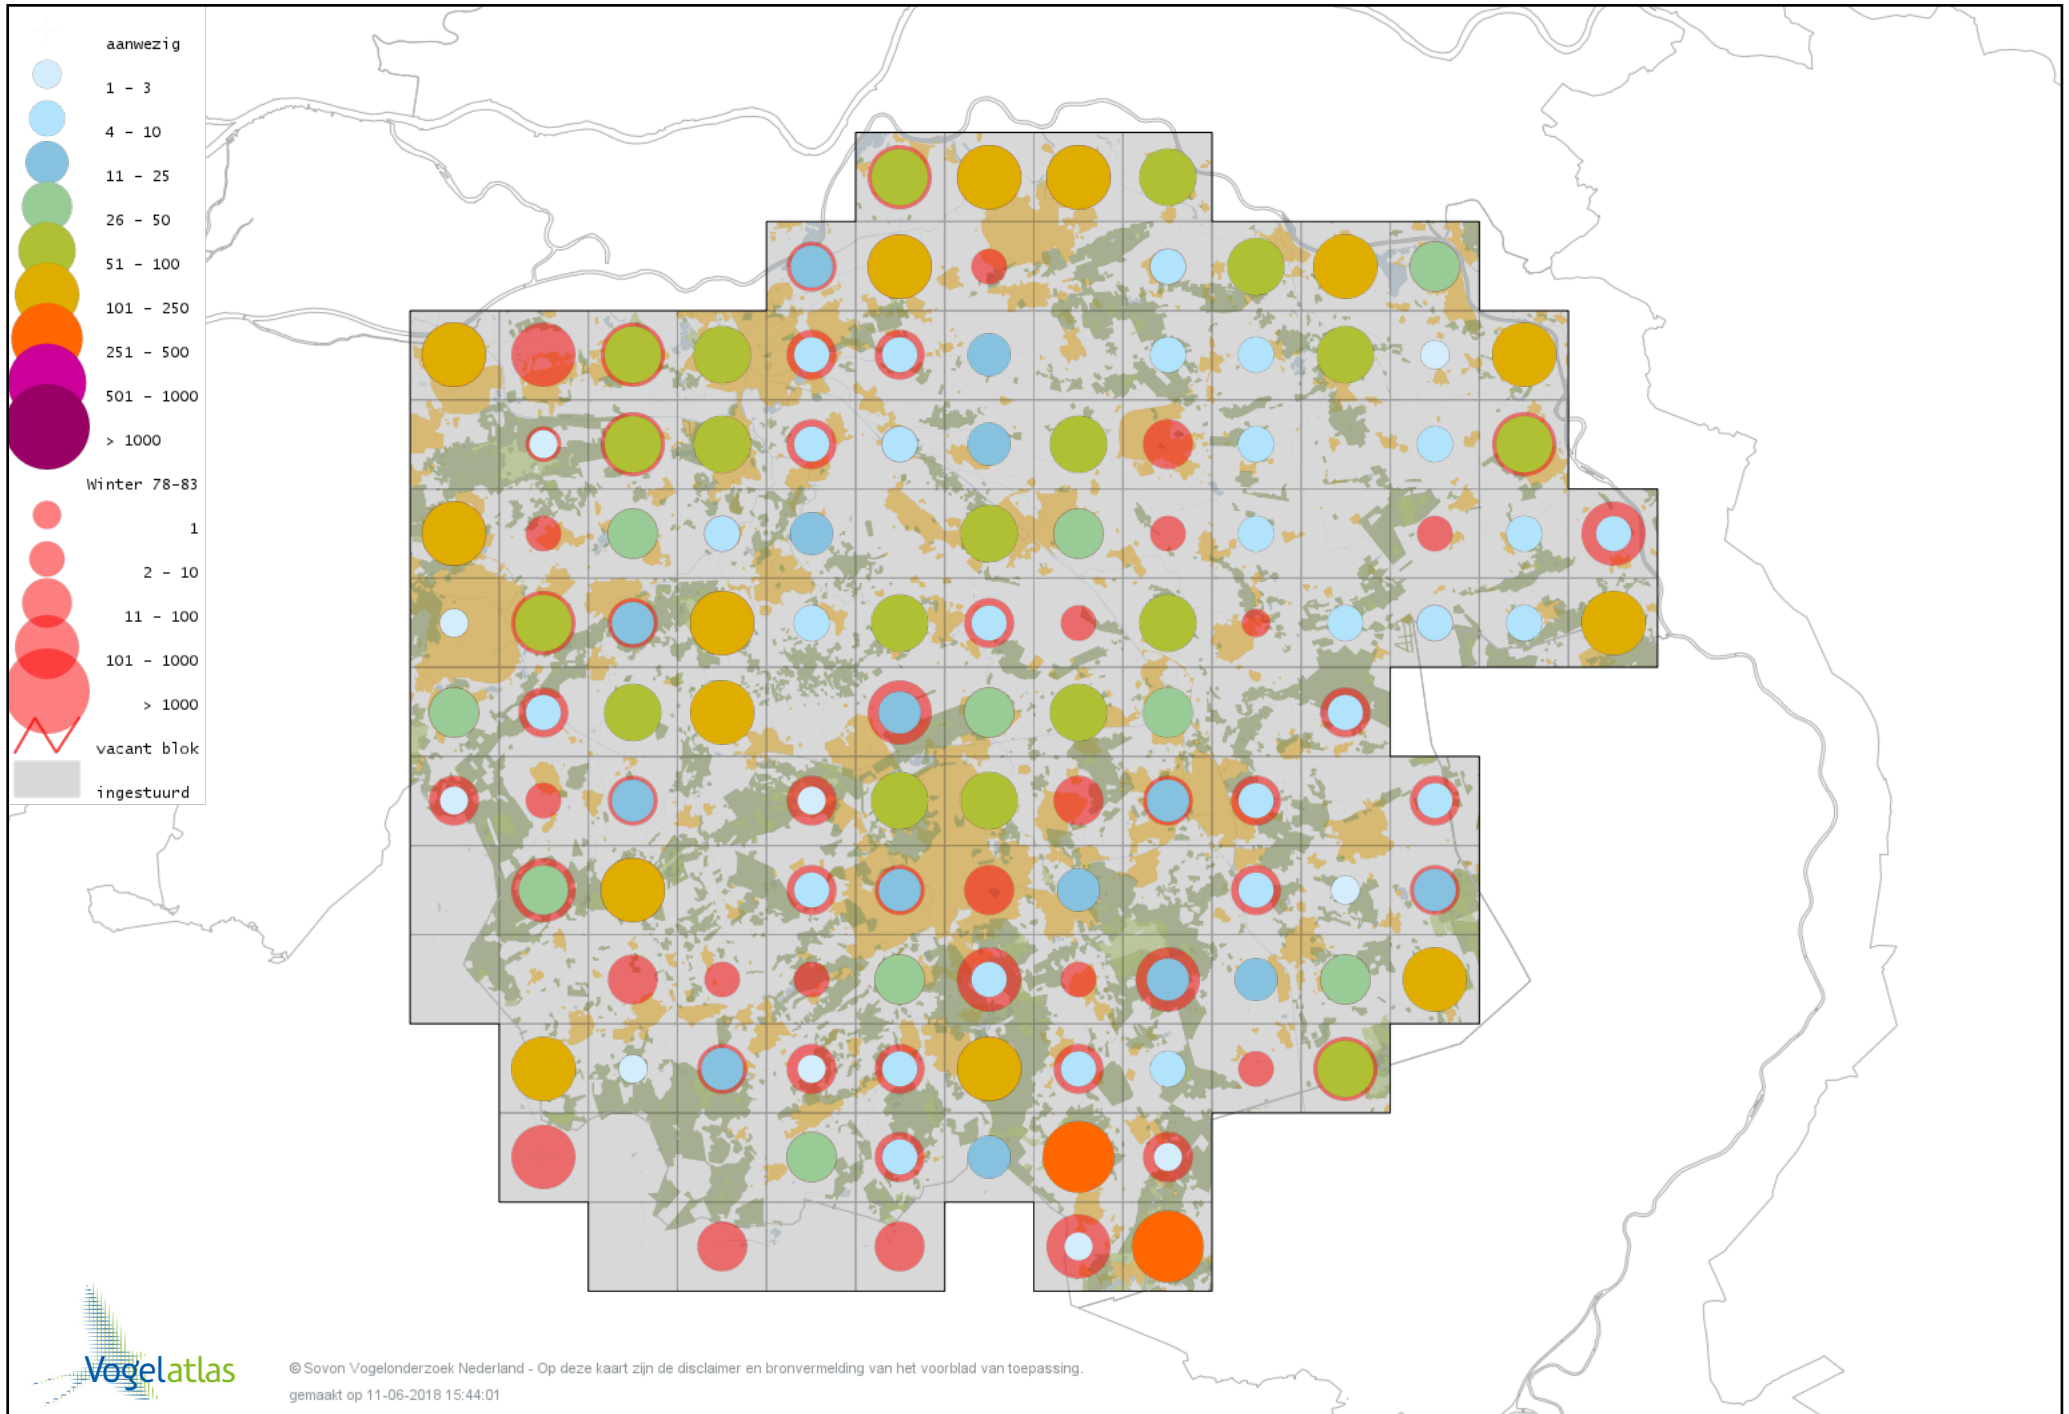 aanwezig
1 - 3
4 - 10
11 - 25
26 - 50
51 - 100
101 - 250
251 - 500
501 - 1000
> 1000
Winter 78-83
1
2 - 10
11 - 100
101 - 1000
> 1000
vacant blok
ingestuurd
Vogelatlas
© Sovon Vogelonderzoek Nederland - Op deze kaart zijn de disclaimer en bronvermelding van het voorblad van toepassing.
gemaakt op 11-06-2018 15:44:01